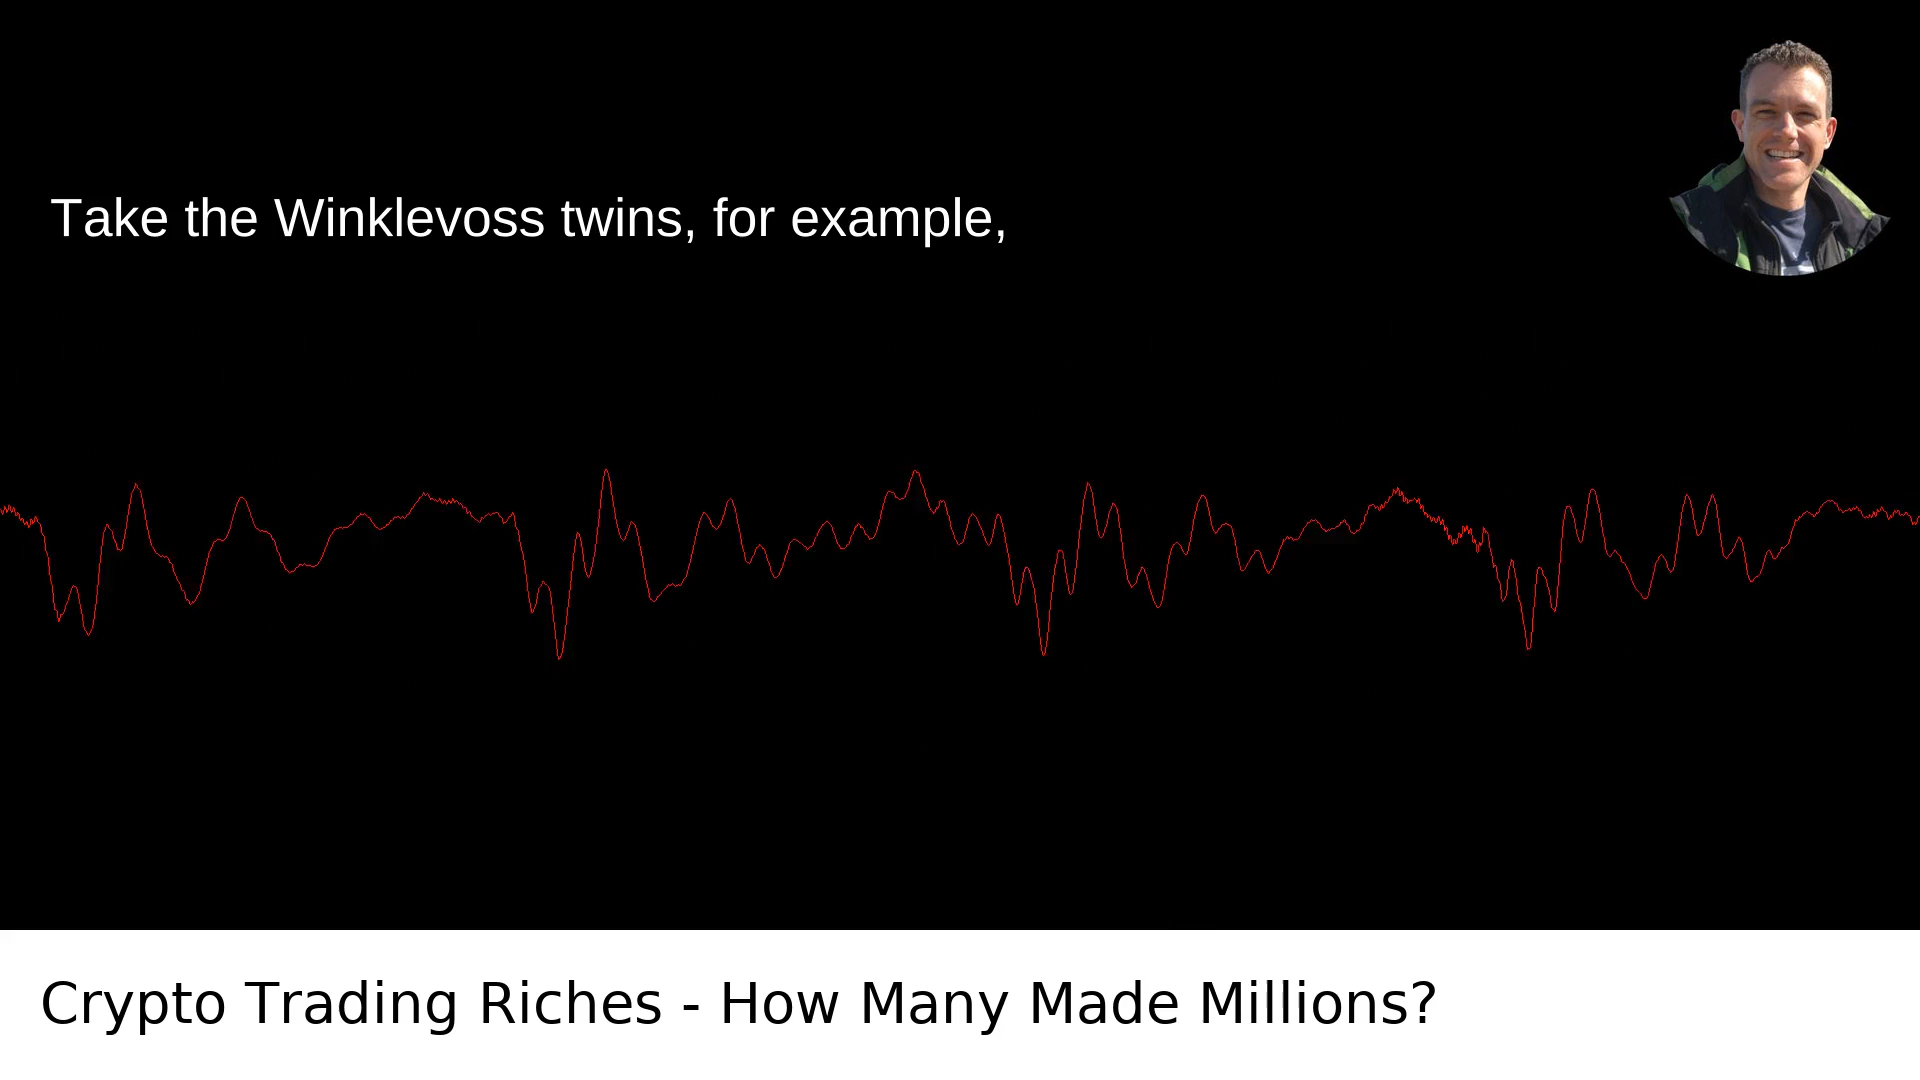 Take the Winklevoss twins, for example,
Crypto Trading Riches - How Many Made Millions?